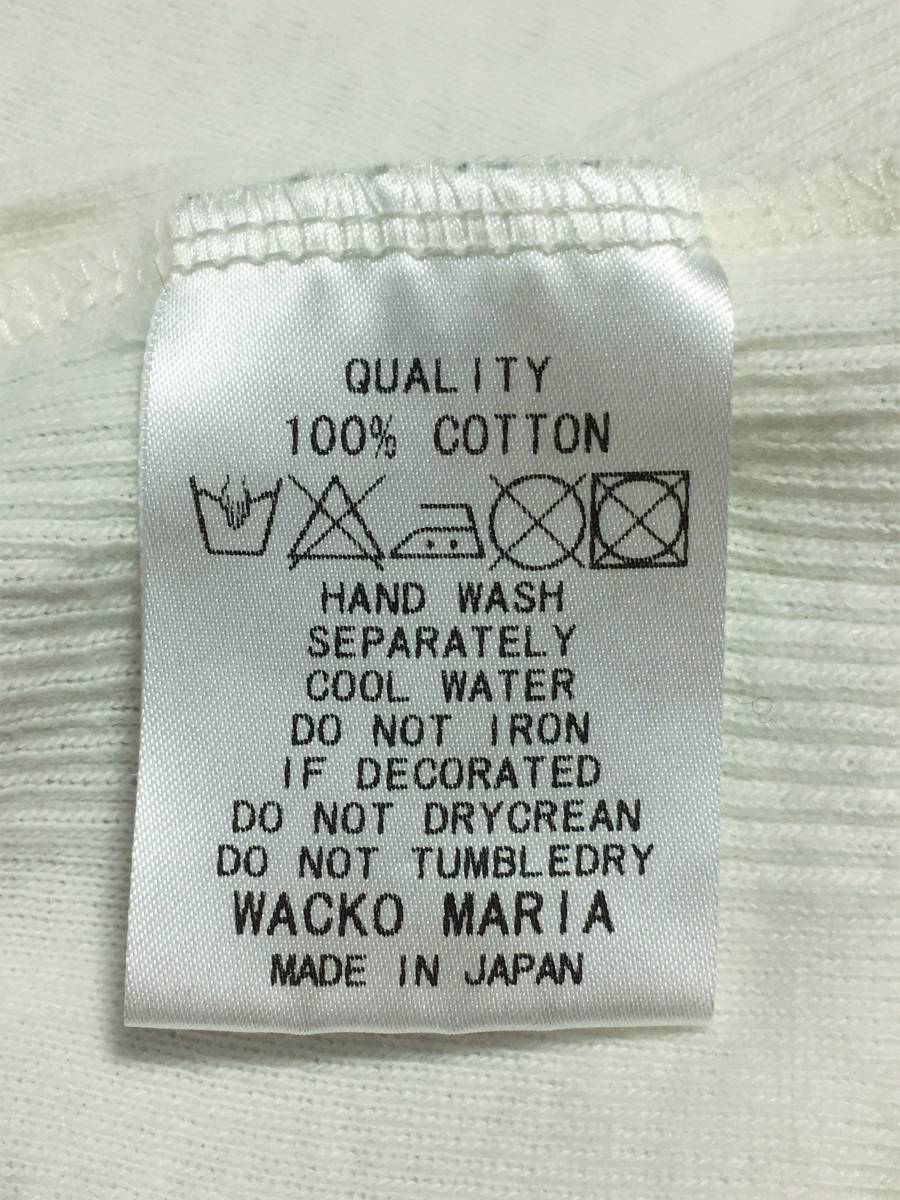 QUALITY
100% COTTON
HAND WASH
SEPARATELY
COOL WATER
DO NOT IRON
IF DECORATED
DO NOT DRYCREAN
DO NOT TUMBLEDRY
WACKO MARIA
MADE IN JAPAN